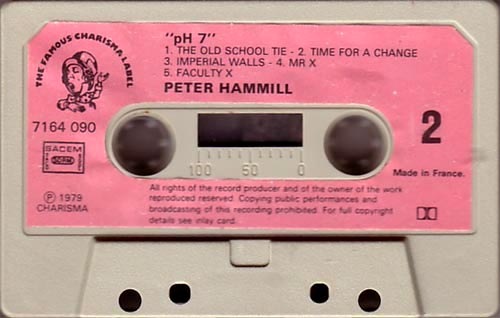 THE FAMOUS CHARISMA LABEL
"pH 7"
1. THE OLD SCHOOL TIE - 2. TIME FOR A CHANGE
3. IMPERIAL WALLS - 4. MR X
5. FACULTY X
PETER HAMMILL
7164 090
2
SACEM
100 50 0
Made in France.
Ⓟ 1979
CHARISMA
All rights of the record producer and of the owner of the work
reproduced reserved. Copying public performances and
broadcasting of this recording prohibited. For full copyright
details see inlay card.